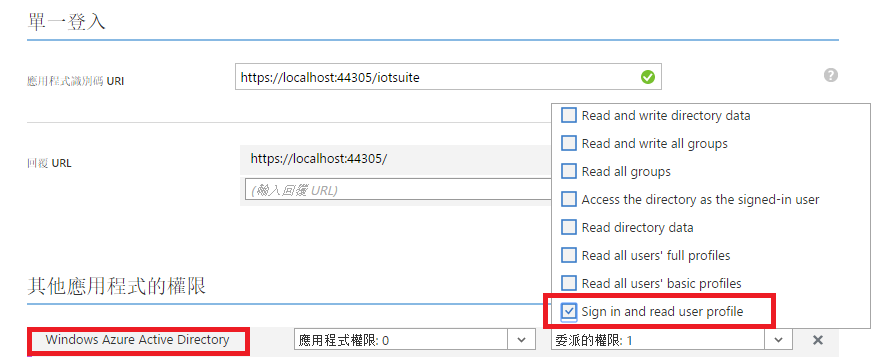 單一登入
應用程式識別碼 URI
https://localhost:44305/iotsuite
?
回覆 URL
https://localhost:44305/
(輸入回覆 URL)
Read and write directory data
Read and write all groups
Read all groups
Access the directory as the signed-in user
Read directory data
Read all users' full profiles
Read all users' basic profiles
Sign in and read user profile
其他應用程式的權限
Windows Azure Active Directory
應用程式權限: 0
委派的權限: 1